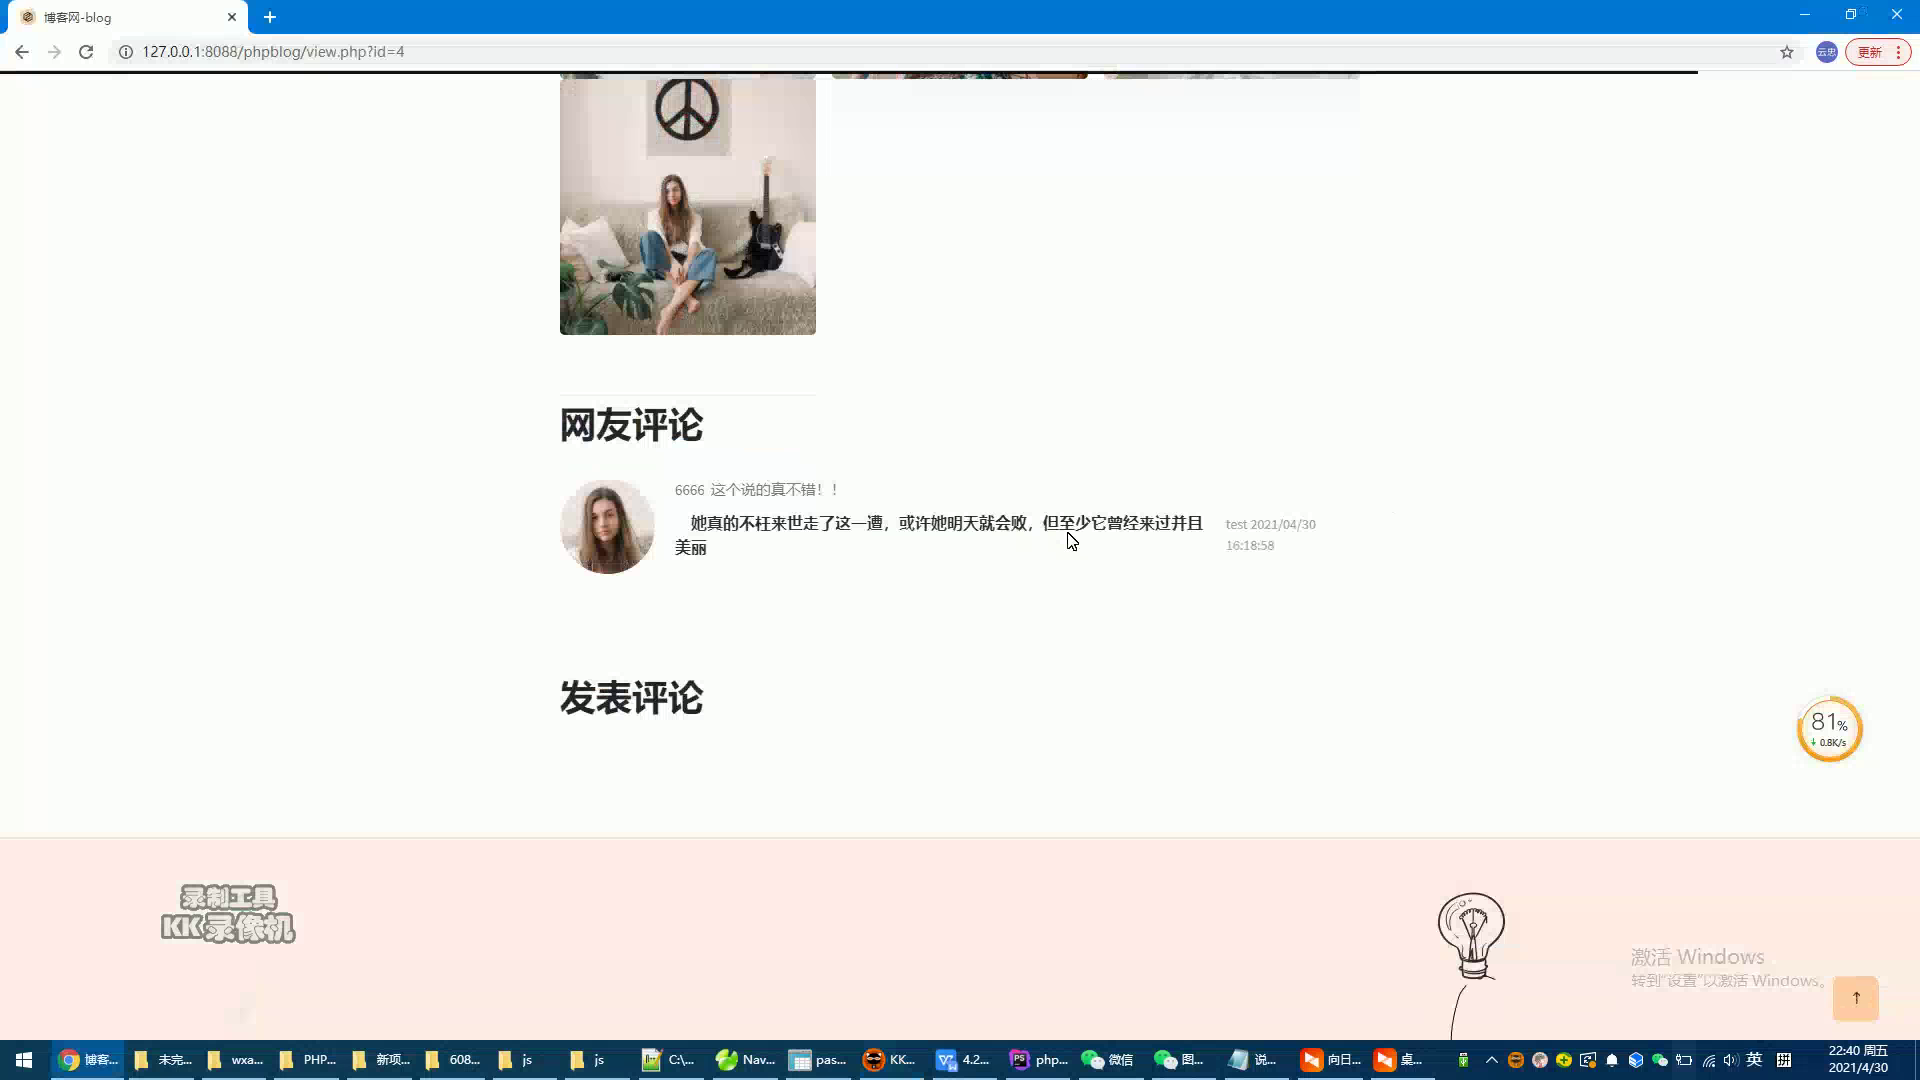 博客网-blog
127.0.0.1:8088/phpblog/view.php?id=4
云忠
更新
网友评论
6666 这个说的真不错！！
她真的不枉来世走了这一遭，或许她明天就会败，但至少它曾经来过并且
美丽
test 2021/04/30
16:18:58
发表评论
81%
0.8K/s
录制工具
KK录像机
激活 Windows
转到"设置"以激活 Windows。
↑
博客... 未完... wxa... PHP... 新项... 608... js js C:\... Nav... pas... KK... 4.2... php... 微信 图... 说... 向日... 桌... 英 拼
22:40 周五
2021/4/30